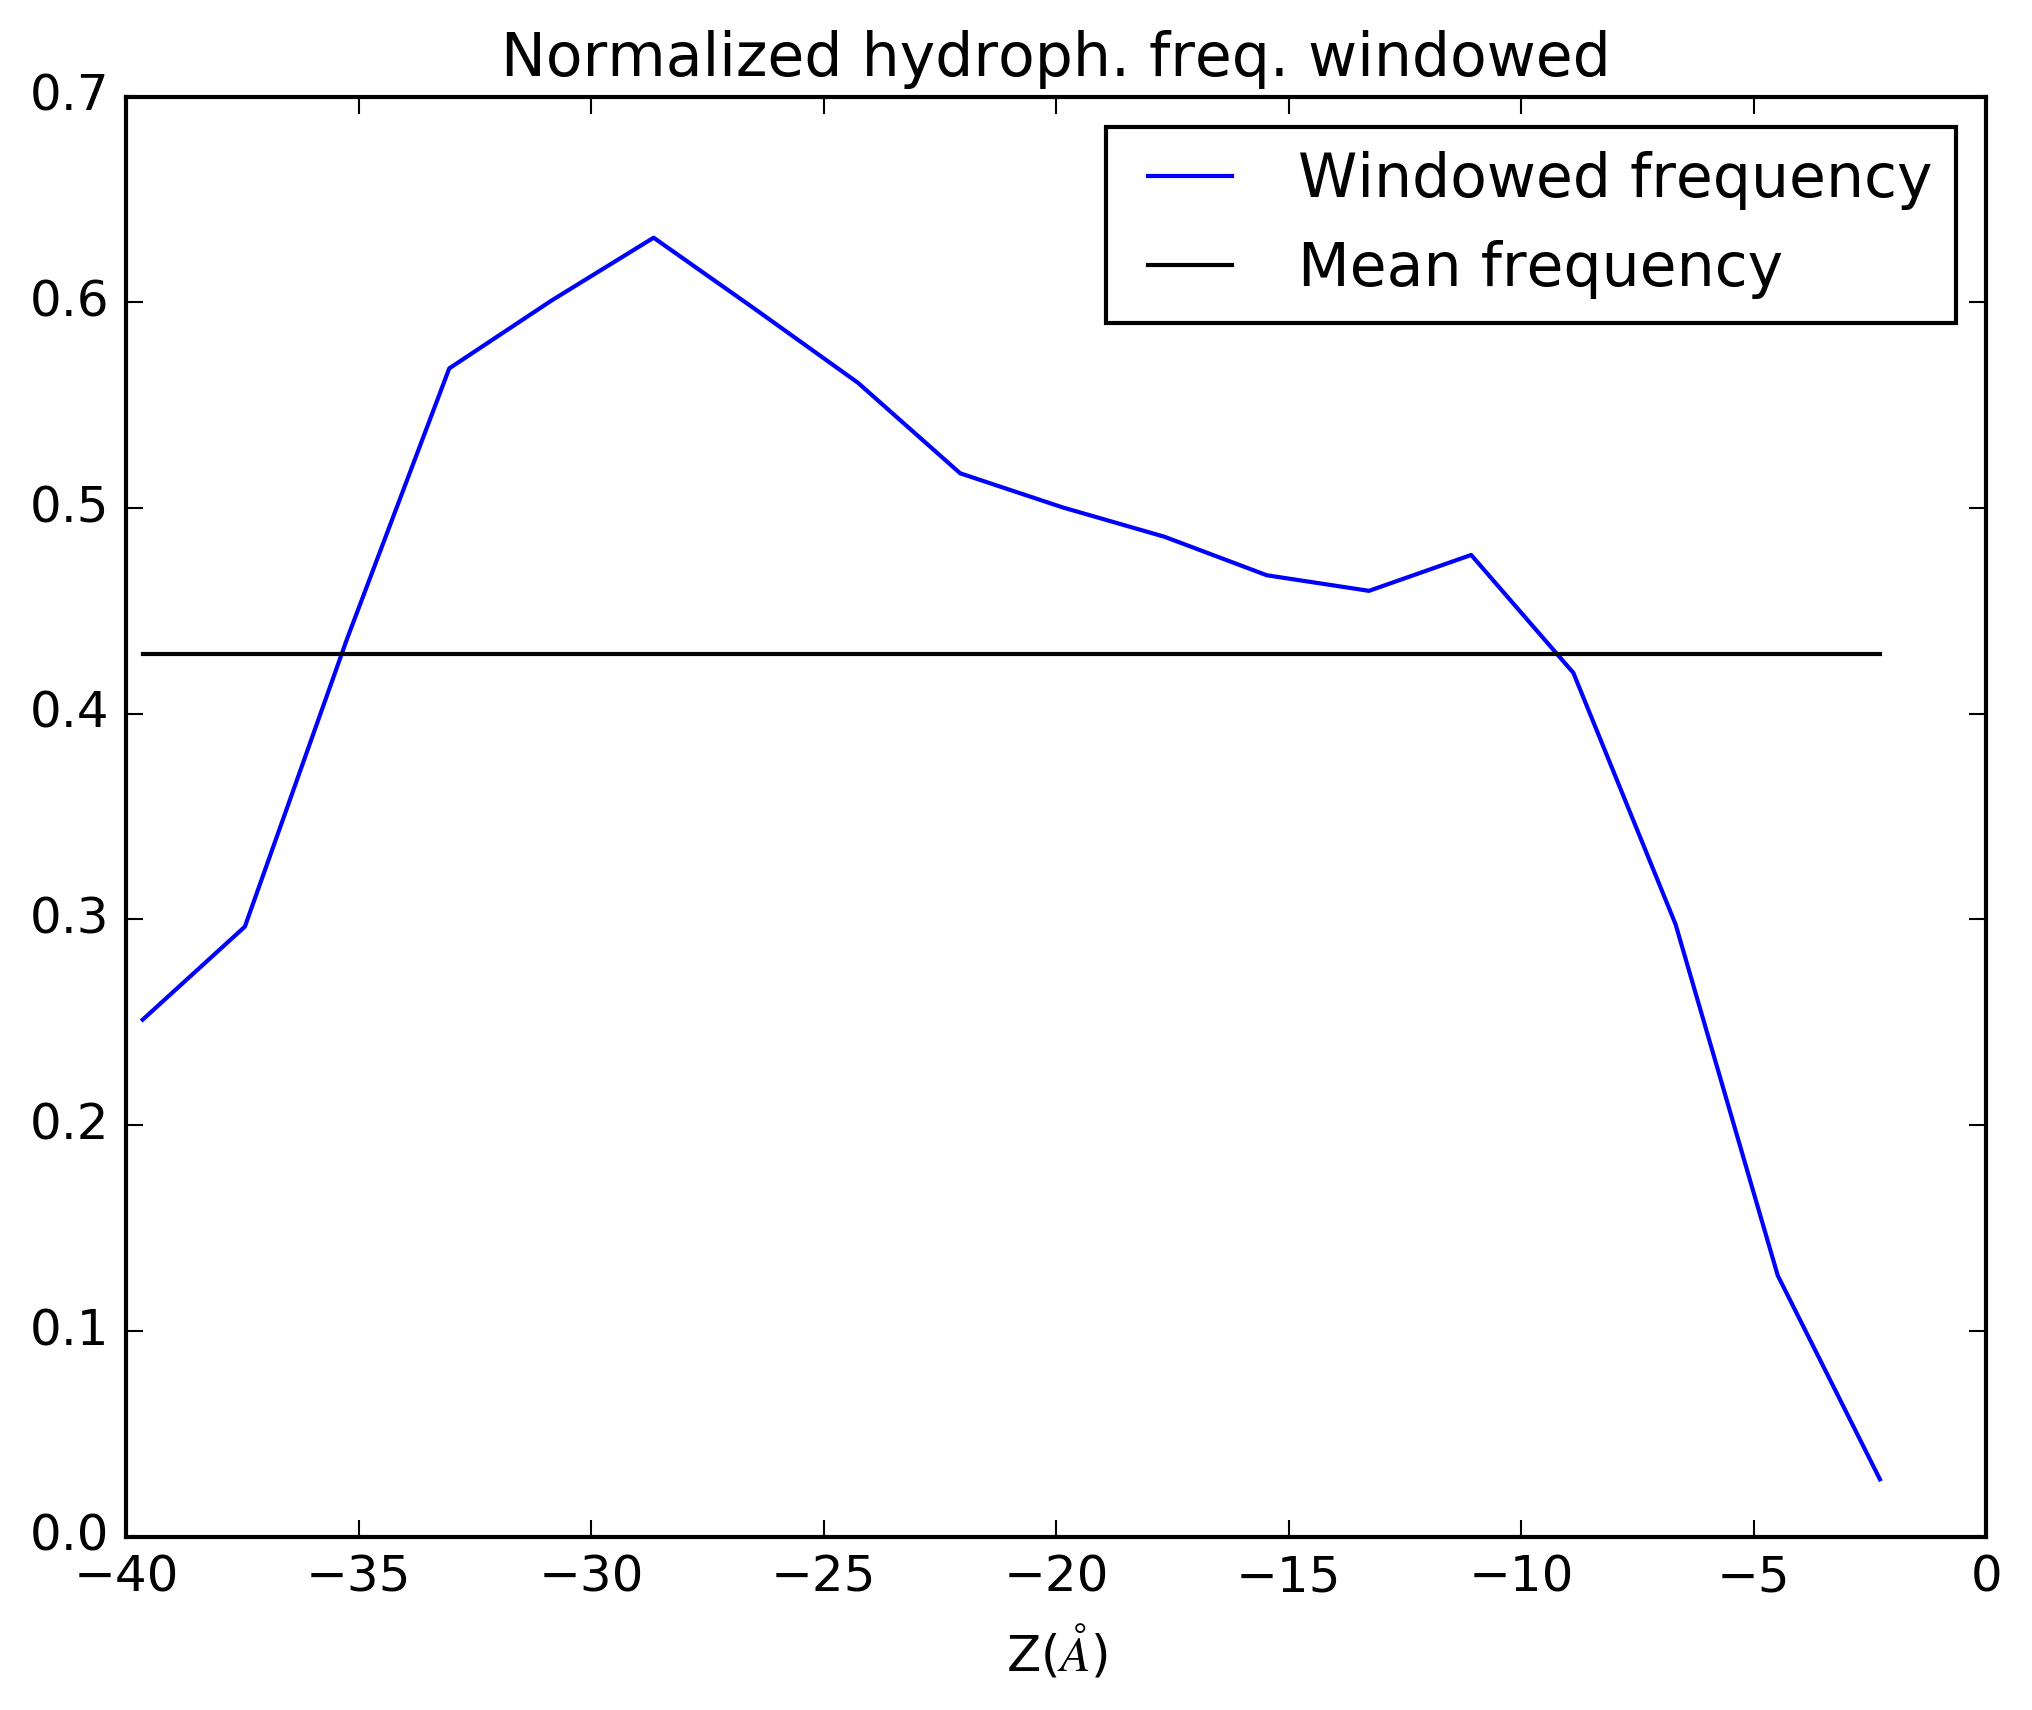 Normalized hydroph. freq. windowed
0.7
Windowed frequency
Mean frequency
0.6
0.5
0.4
0.3
0.2
0.1
0.0
−40 −35 −30 −25 −20 −15 −10 −5 0
Z(Å)